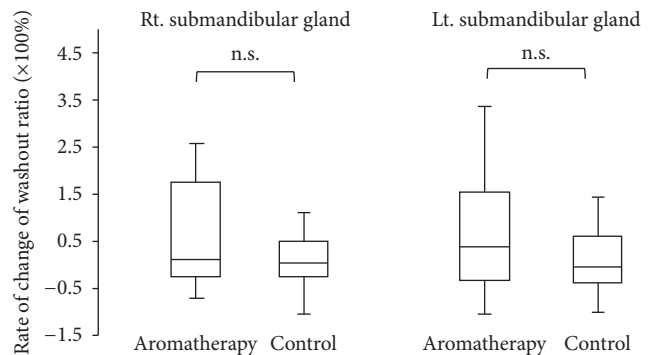 Rt. submandibular gland
Lt. submandibular gland
Rate of change of washout ratio (×100%)
4.5
3.5
2.5
1.5
0.5
−0.5
−1.5
n.s.
n.s.
Aromatherapy Control
Aromatherapy Control